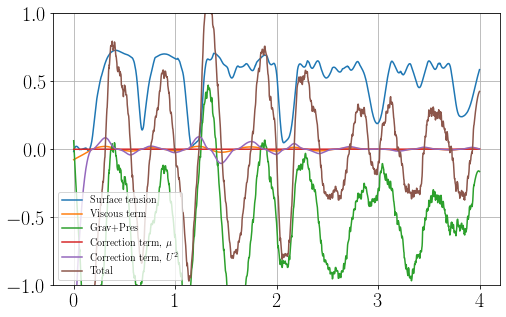 1.0
0.5
0.0
−0.5
−1.0
Surface tension
Viscous term
Grav+Pres
Correction term, μ
Correction term, U²
Total
0 1 2 3 4